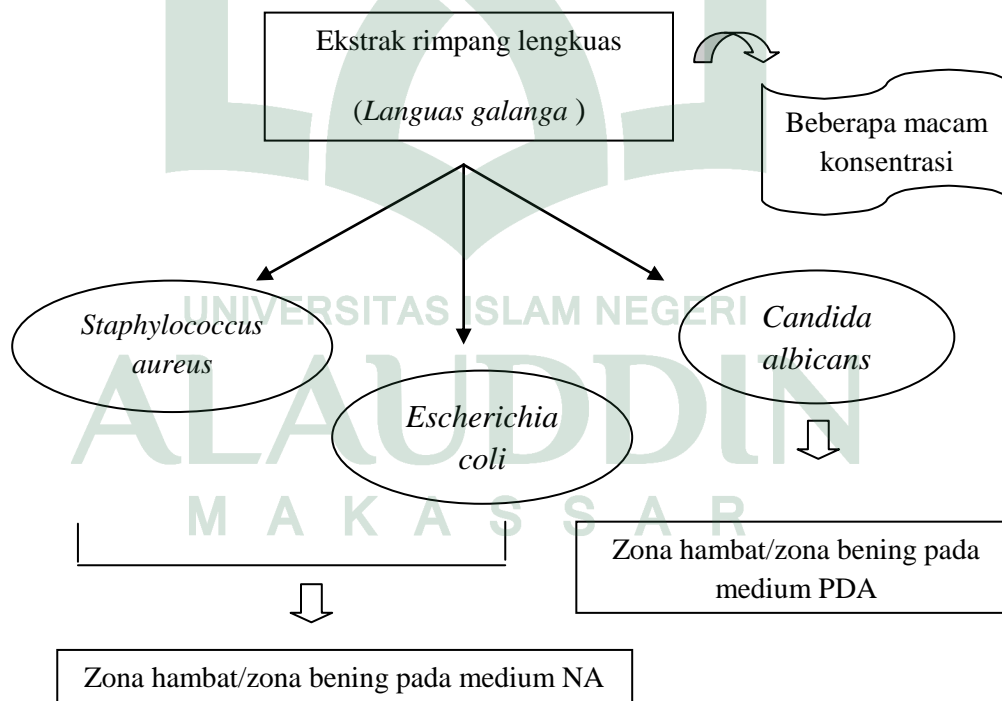 Ekstrak rimpang lengkuas
(Languas galanga )
Beberapa macam
konsentrasi
Staphylococcus
aureus
Candida
albicans
Escherichia
coli
UNIVERSITAS ISLAM NEGERI
ALAUDDIN
MAKASSAR
Zona hambat/zona bening pada
medium PDA
Zona hambat/zona bening pada medium NA